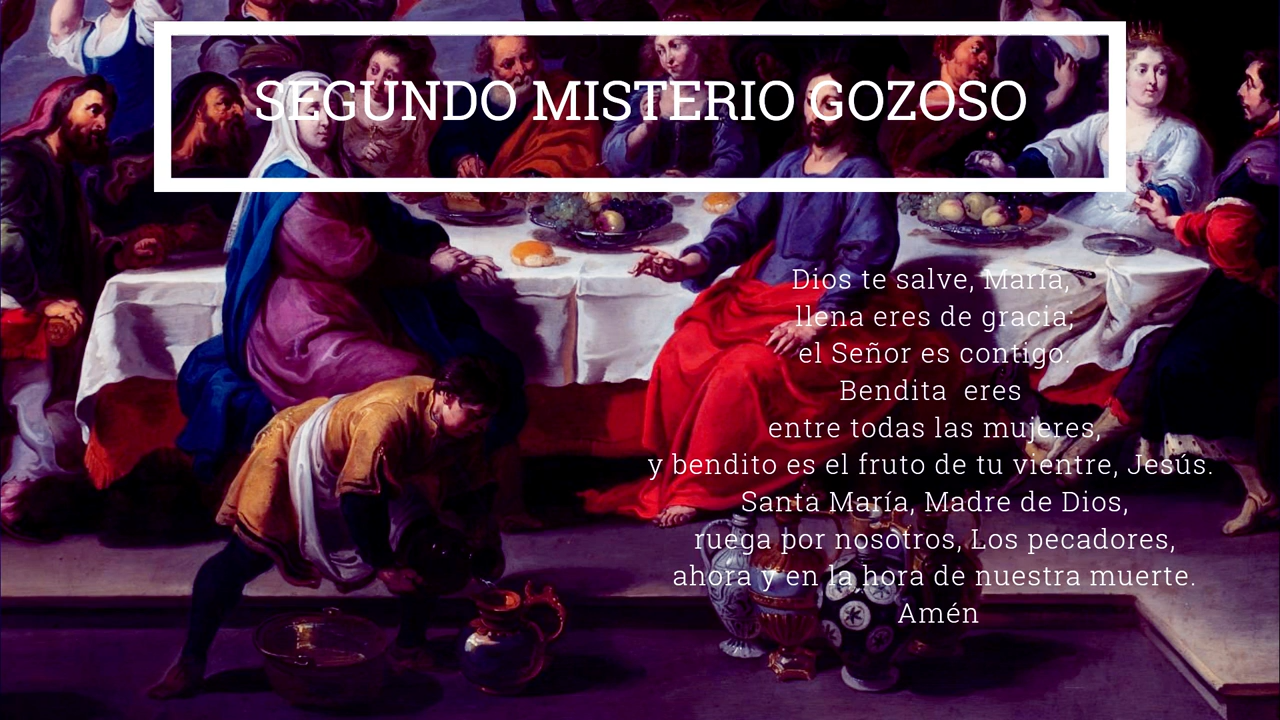 SEGUNDO MISTERIO GOZOSO
Dios te salve, María,
llena eres de gracia;
el Señor es contigo.
Bendita  eres
entre todas las mujeres,
y bendito es el fruto de tu vientre, Jesús.
Santa María, Madre de Dios,
ruega por nosotros, Los pecadores,
ahora y en la hora de nuestra muerte.
Amén